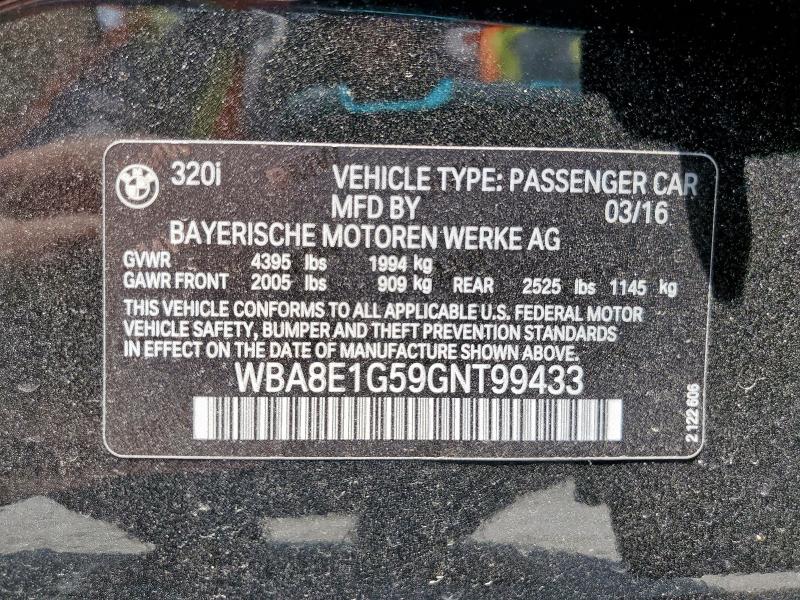 320i VEHICLE TYPE: PASSENGER CAR
MFD BY 03/16
BAYERISCHE MOTOREN WERKE AG
GVWR 4395 lbs 1994 kg
GAWR FRONT 2005 lbs 909 kg REAR 2525 lbs 1145 kg
THIS VEHICLE CONFORMS TO ALL APPLICABLE U.S. FEDERAL MOTOR
VEHICLE SAFETY, BUMPER AND THEFT PREVENTION STANDARDS
IN EFFECT ON THE DATE OF MANUFACTURE SHOWN ABOVE.
WBA8E1G59GNT99433
2 122 606